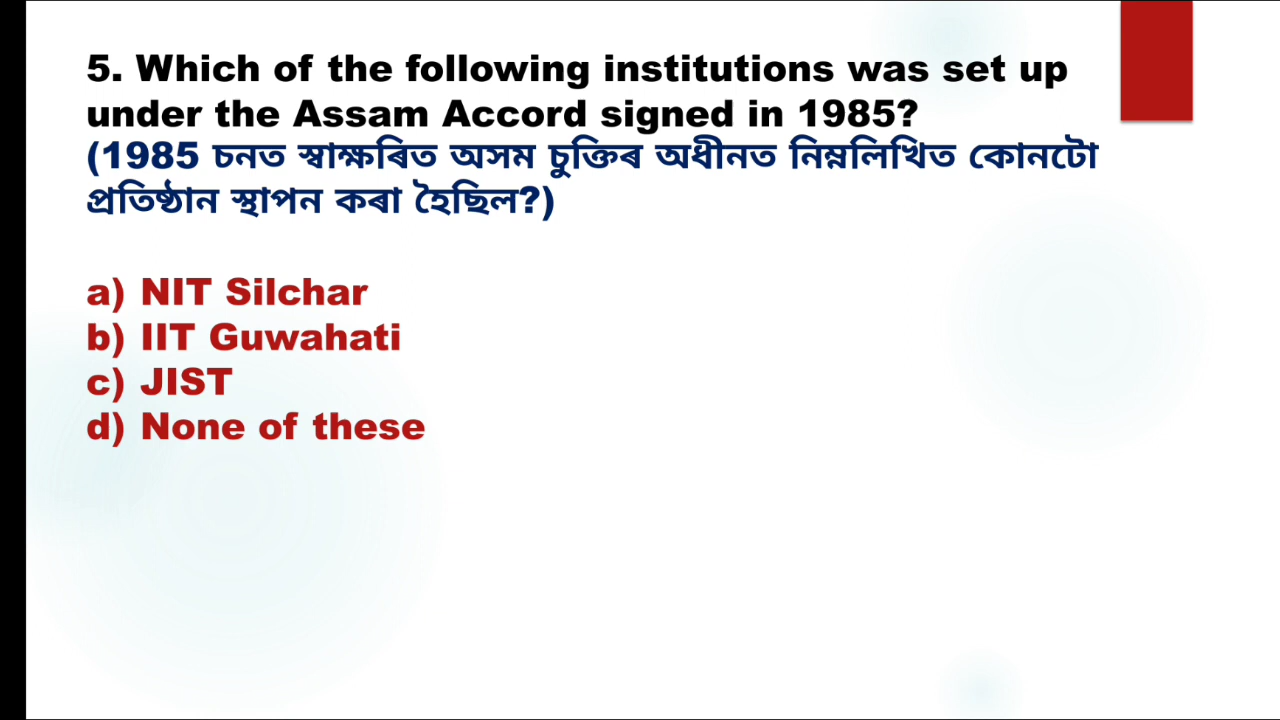 5. Which of the following institutions was set up
under the Assam Accord signed in 1985?
(1985 চনত স্বাক্ষৰিত অসম চুক্তিৰ অধীনত নিম্নলিখিত কোনটো
প্ৰতিষ্ঠান স্থাপন কৰা হৈছিল?)
a) NIT Silchar
b) IIT Guwahati
c) JIST
d) None of these